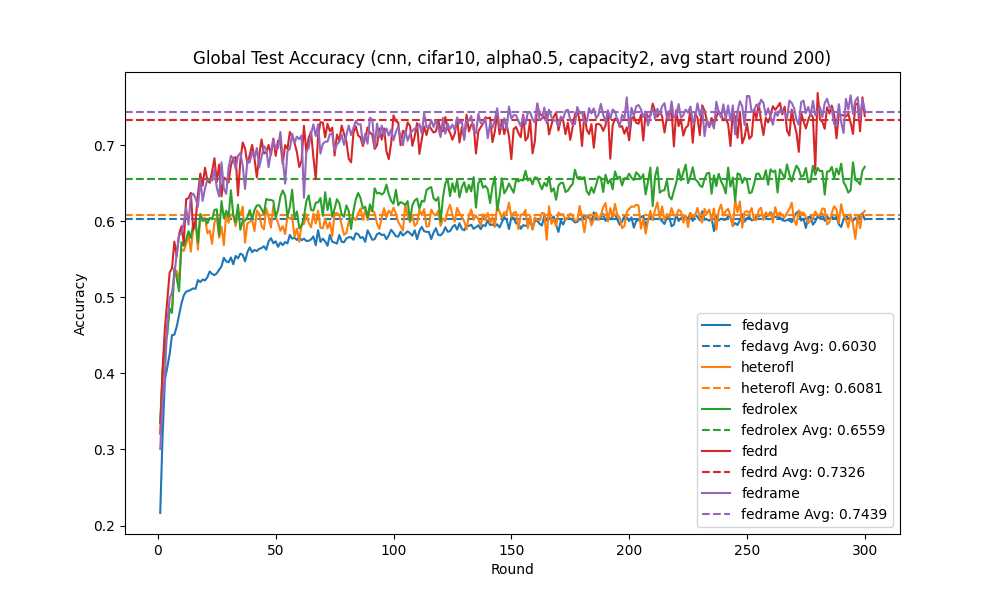 Global Test Accuracy (cnn, cifar10, alpha0.5, capacity2, avg start round 200)
Accuracy
0.7
0.6
0.5
0.4
0.3
0.2
0
50
100
150
200
250
300
Round
fedavg
fedavg Avg: 0.6030
heterofl
heterofl Avg: 0.6081
fedrolex
fedrolex Avg: 0.6559
fedrd
fedrd Avg: 0.7326
fedrame
fedrame Avg: 0.7439